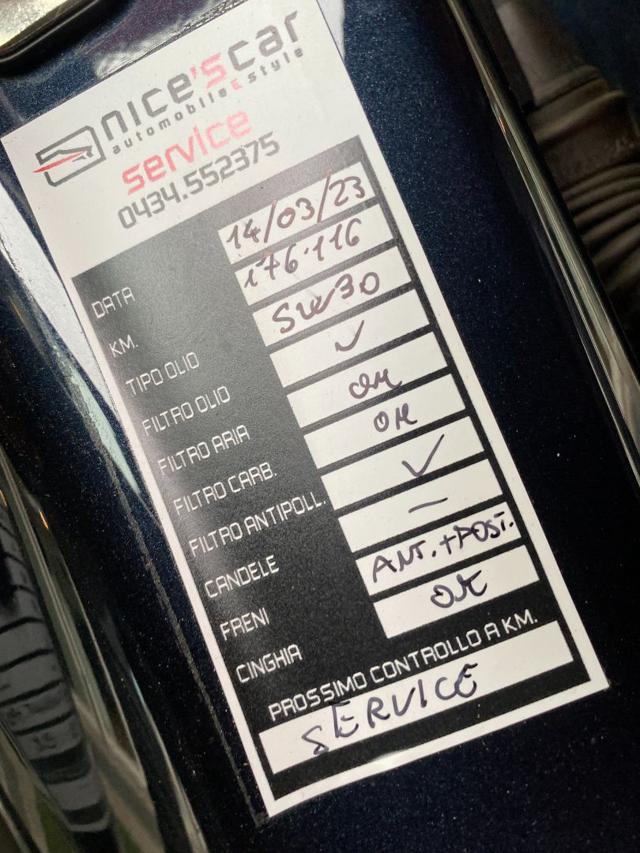 nice'scar
automobile & style
service
0434.552375
DATA 14/03/23
KM. 176.116
TIPO OLIO 5W30
FILTRO OLIO ✓
FILTRO ARIA OK
FILTRO CARB. OK
FILTRO ANTIPOLL. ✓
CANDELE –
FRENI ANT.+POST.
CINGHIA OK
PROSSIMO CONTROLLO A KM.
SERVICE